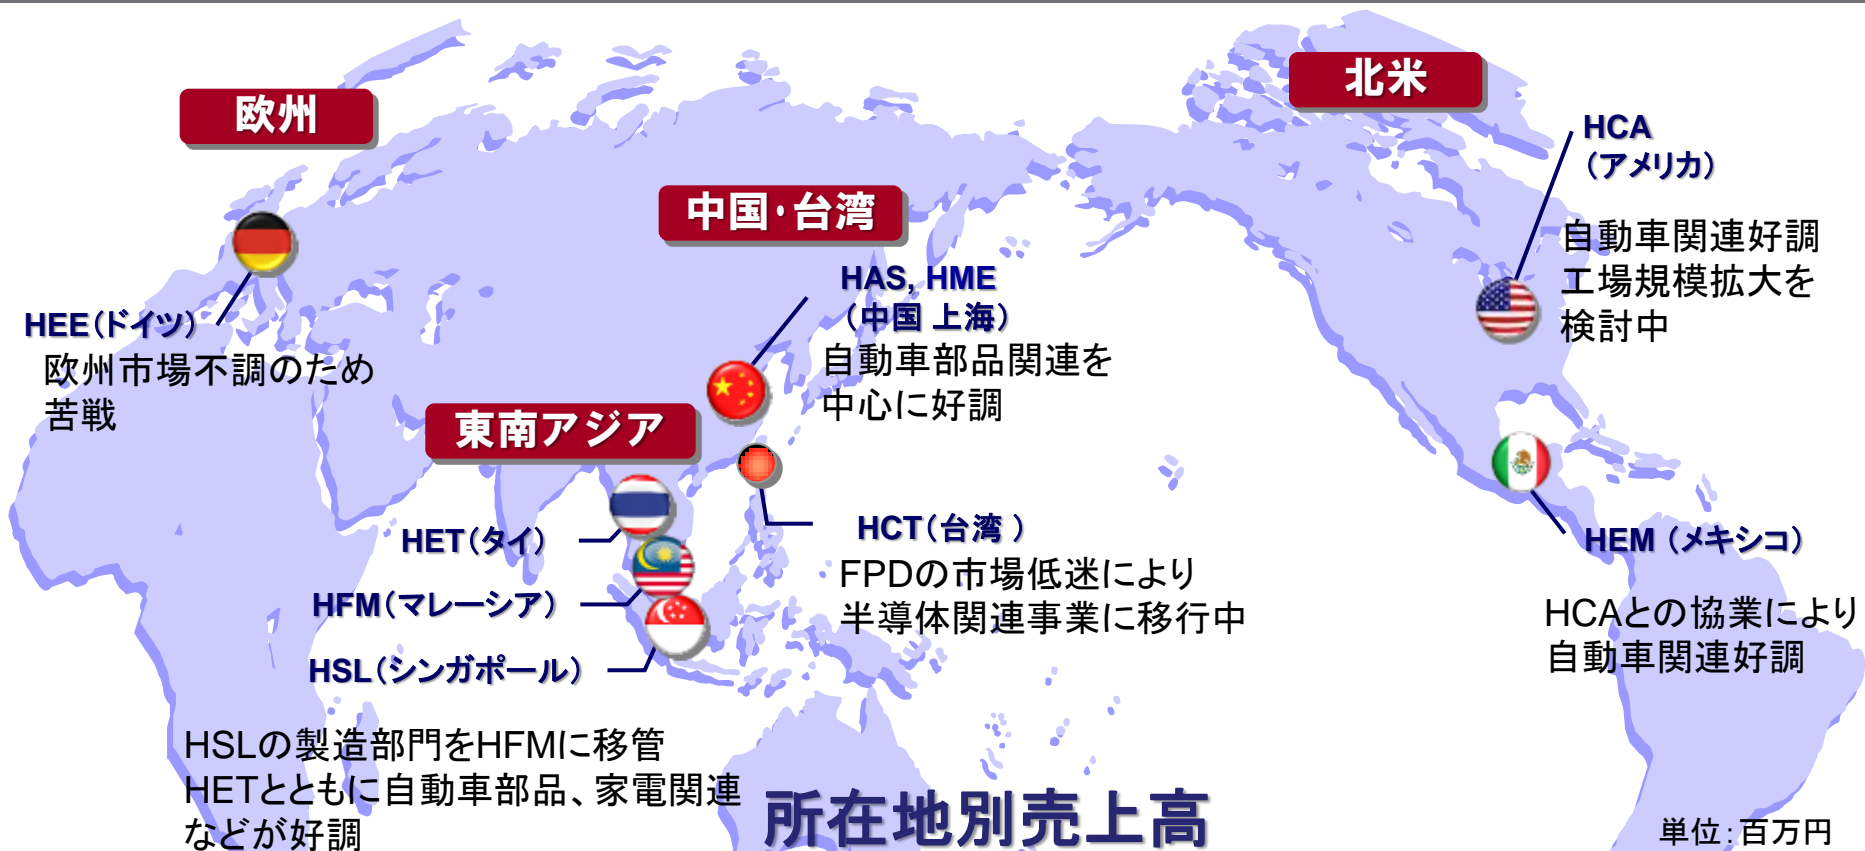 欧州
北米
中国・台湾
東南アジア
HCA
（アメリカ）
自動車関連好調
工場規模拡大を
検討中
HEE（ドイツ）
欧州市場不調のため
苦戦
HAS, HME
（中国 上海）
自動車部品関連を
中心に好調
HCT（台湾 ）
FPDの市場低迷により
半導体関連事業に移行中
HET（タイ）
HFM（マレーシア）
HSL（シンガポール）
HSLの製造部門をHFMに移管
HETとともに自動車部品、家電関連
などが好調
HEM （メキシコ）
HCAとの協業により
自動車関連好調
所在地別売上高
単位：百万円